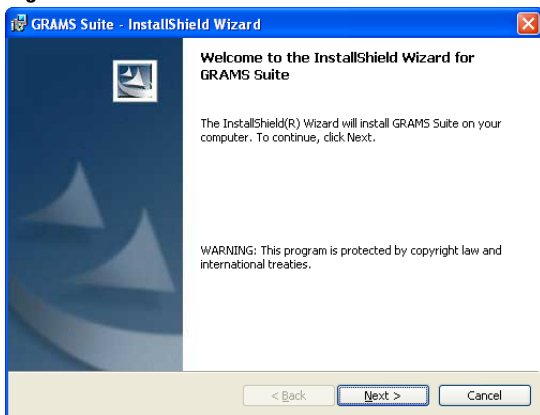 GRAMS Suite - InstallShield Wizard
Welcome to the InstallShield Wizard for
GRAMS Suite
The InstallShield(R) Wizard will install GRAMS Suite on your
computer. To continue, click Next.
WARNING: This program is protected by copyright law and
international treaties.
< Back
Next >
Cancel